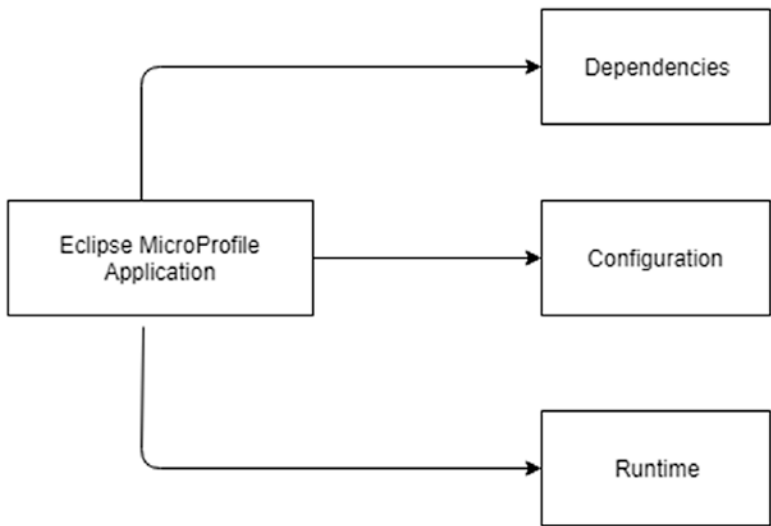 Dependencies
Eclipse MicroProfile
Application
Configuration
Runtime